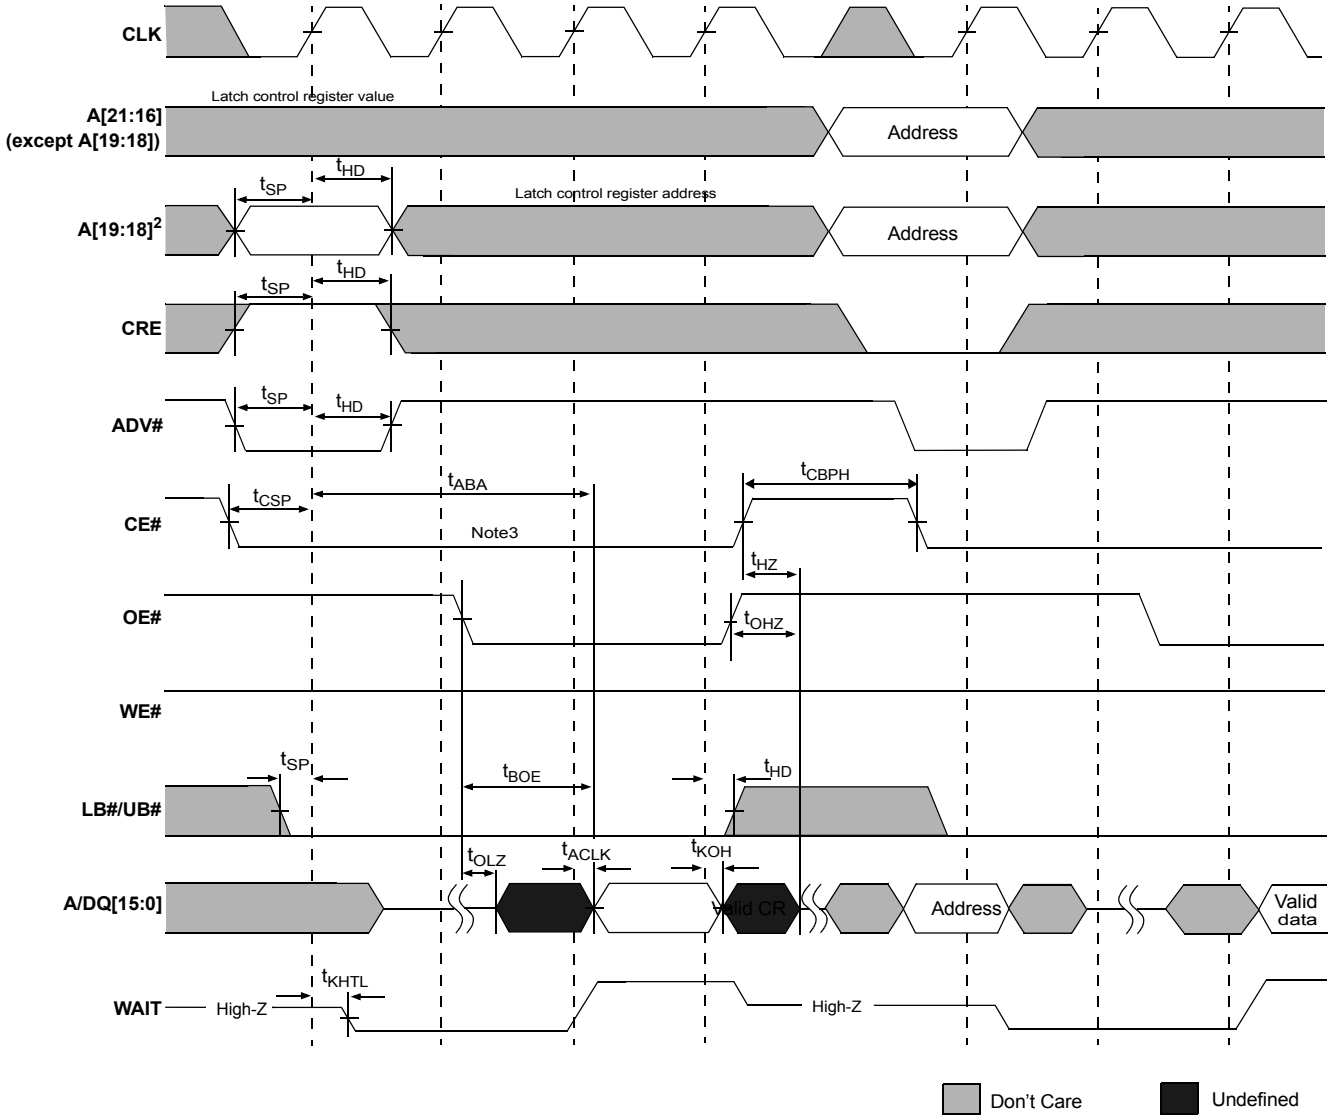 CLK
Latch control register value
A[21:16]
(except A[19:18])
Address
tHD
tSP
Latch control register address
A[19:18]2
Address
tHD
tSP
CRE
tSP
tHD
ADV#
tCSP
tABA
tCBPH
CE#
Note3
tHZ
OE#
tOHZ
WE#
tSP
tBOE
tHD
LB#/UB#
tOLZ
tACLK
tKOH
A/DQ[15:0]
Valid CR
Address
Valid
data
tKHTL
WAIT
High-Z
High-Z
Don't Care
Undefined